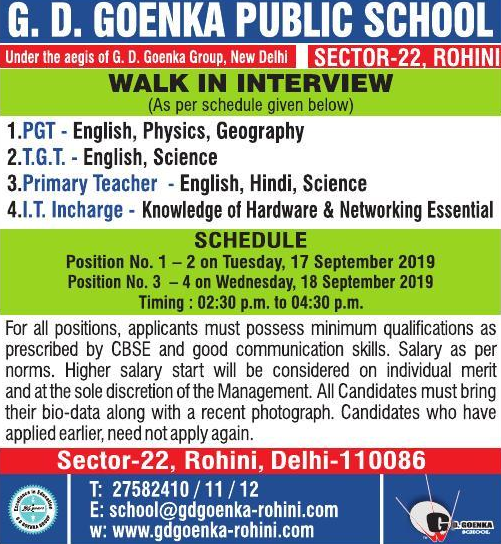 G. D. GOENKA PUBLIC SCHOOL
Under the aegis of G. D. Goenka Group, New Delhi
SECTOR-22, ROHINI
WALK IN INTERVIEW
(As per schedule given below)
1.PGT - English, Physics, Geography
2.T.G.T. - English, Science
3.Primary Teacher - English, Hindi, Science
4.I.T. Incharge - Knowledge of Hardware & Networking Essential
SCHEDULE
Position No. 1 – 2 on Tuesday, 17 September 2019
Position No. 3 – 4 on Wednesday, 18 September 2019
Timing : 02:30 p.m. to 04:30 p.m.
For all positions, applicants must possess minimum qualifications as
prescribed by CBSE and good communication skills. Salary as per
norms. Higher salary start will be considered on individual merit
and at the sole discretion of the Management. All Candidates must bring
their bio-data along with a recent photograph. Candidates who have
applied earlier, need not apply again.
Sector-22, Rohini, Delhi-110086
Excellence in Education
G D GOENKA GROUP
T: 27582410 / 11 / 12
E: school@gdgoenka-rohini.com
w: www.gdgoenka-rohini.com
G.D. GOENKA
SCHOOL